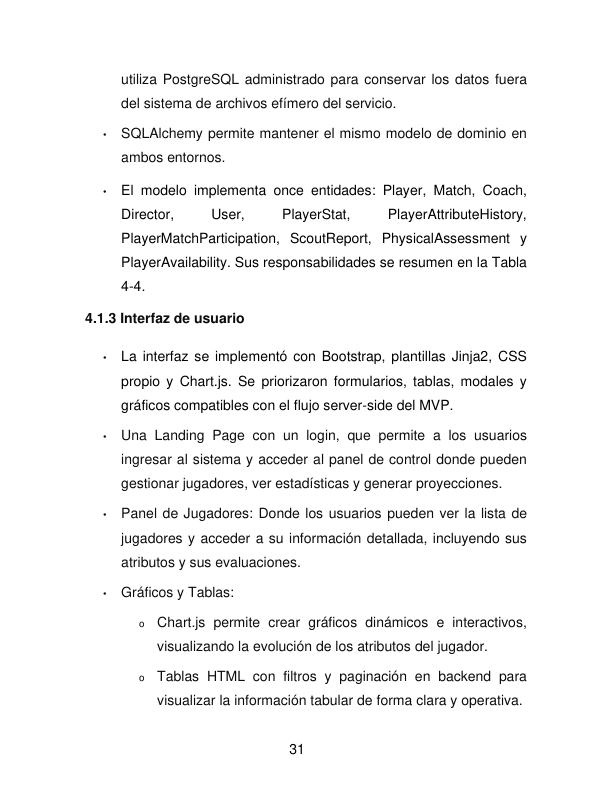 utiliza PostgreSQL administrado para conservar los datos fuera
del sistema de archivos efímero del servicio.
• SQLAlchemy permite mantener el mismo modelo de dominio en
ambos entornos.
• El modelo implementa once entidades: Player, Match, Coach,
Director, User, PlayerStat, PlayerAttributeHistory,
PlayerMatchParticipation, ScoutReport, PhysicalAssessment y
PlayerAvailability. Sus responsabilidades se resumen en la Tabla
4-4.
4.1.3 Interfaz de usuario
• La interfaz se implementó con Bootstrap, plantillas Jinja2, CSS
propio y Chart.js. Se priorizaron formularios, tablas, modales y
gráficos compatibles con el flujo server-side del MVP.
• Una Landing Page con un login, que permite a los usuarios
ingresar al sistema y acceder al panel de control donde pueden
gestionar jugadores, ver estadísticas y generar proyecciones.
• Panel de Jugadores: Donde los usuarios pueden ver la lista de
jugadores y acceder a su información detallada, incluyendo sus
atributos y sus evaluaciones.
• Gráficos y Tablas:
o Chart.js permite crear gráficos dinámicos e interactivos,
visualizando la evolución de los atributos del jugador.
o Tablas HTML con filtros y paginación en backend para
visualizar la información tabular de forma clara y operativa.
31